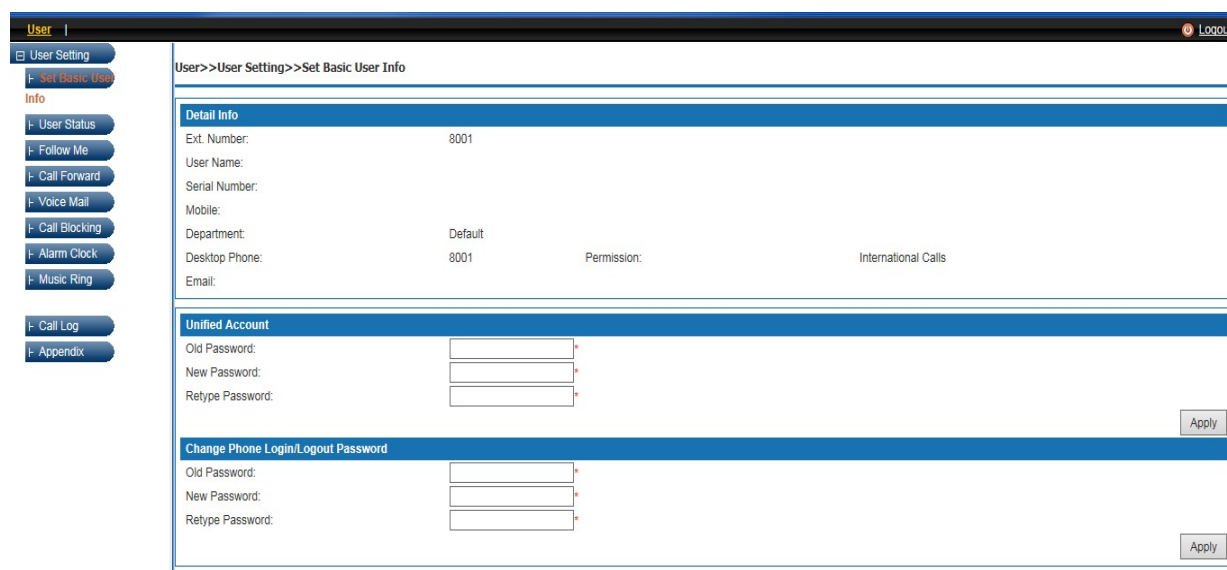 User |
Logou
User Setting
Set Basic User
Info
User Status
Follow Me
Call Forward
Voice Mail
Call Blocking
Alarm Clock
Music Ring
Call Log
Appendix
User>>User Setting>>Set Basic User Info
Detail Info
Ext. Number: 8001
User Name:
Serial Number:
Mobile:
Department: Default
Desktop Phone: 8001 Permission: International Calls
Email:
Unified Account
Old Password: *
New Password: *
Retype Password: *
Apply
Change Phone Login/Logout Password
Old Password: *
New Password: *
Retype Password: *
Apply